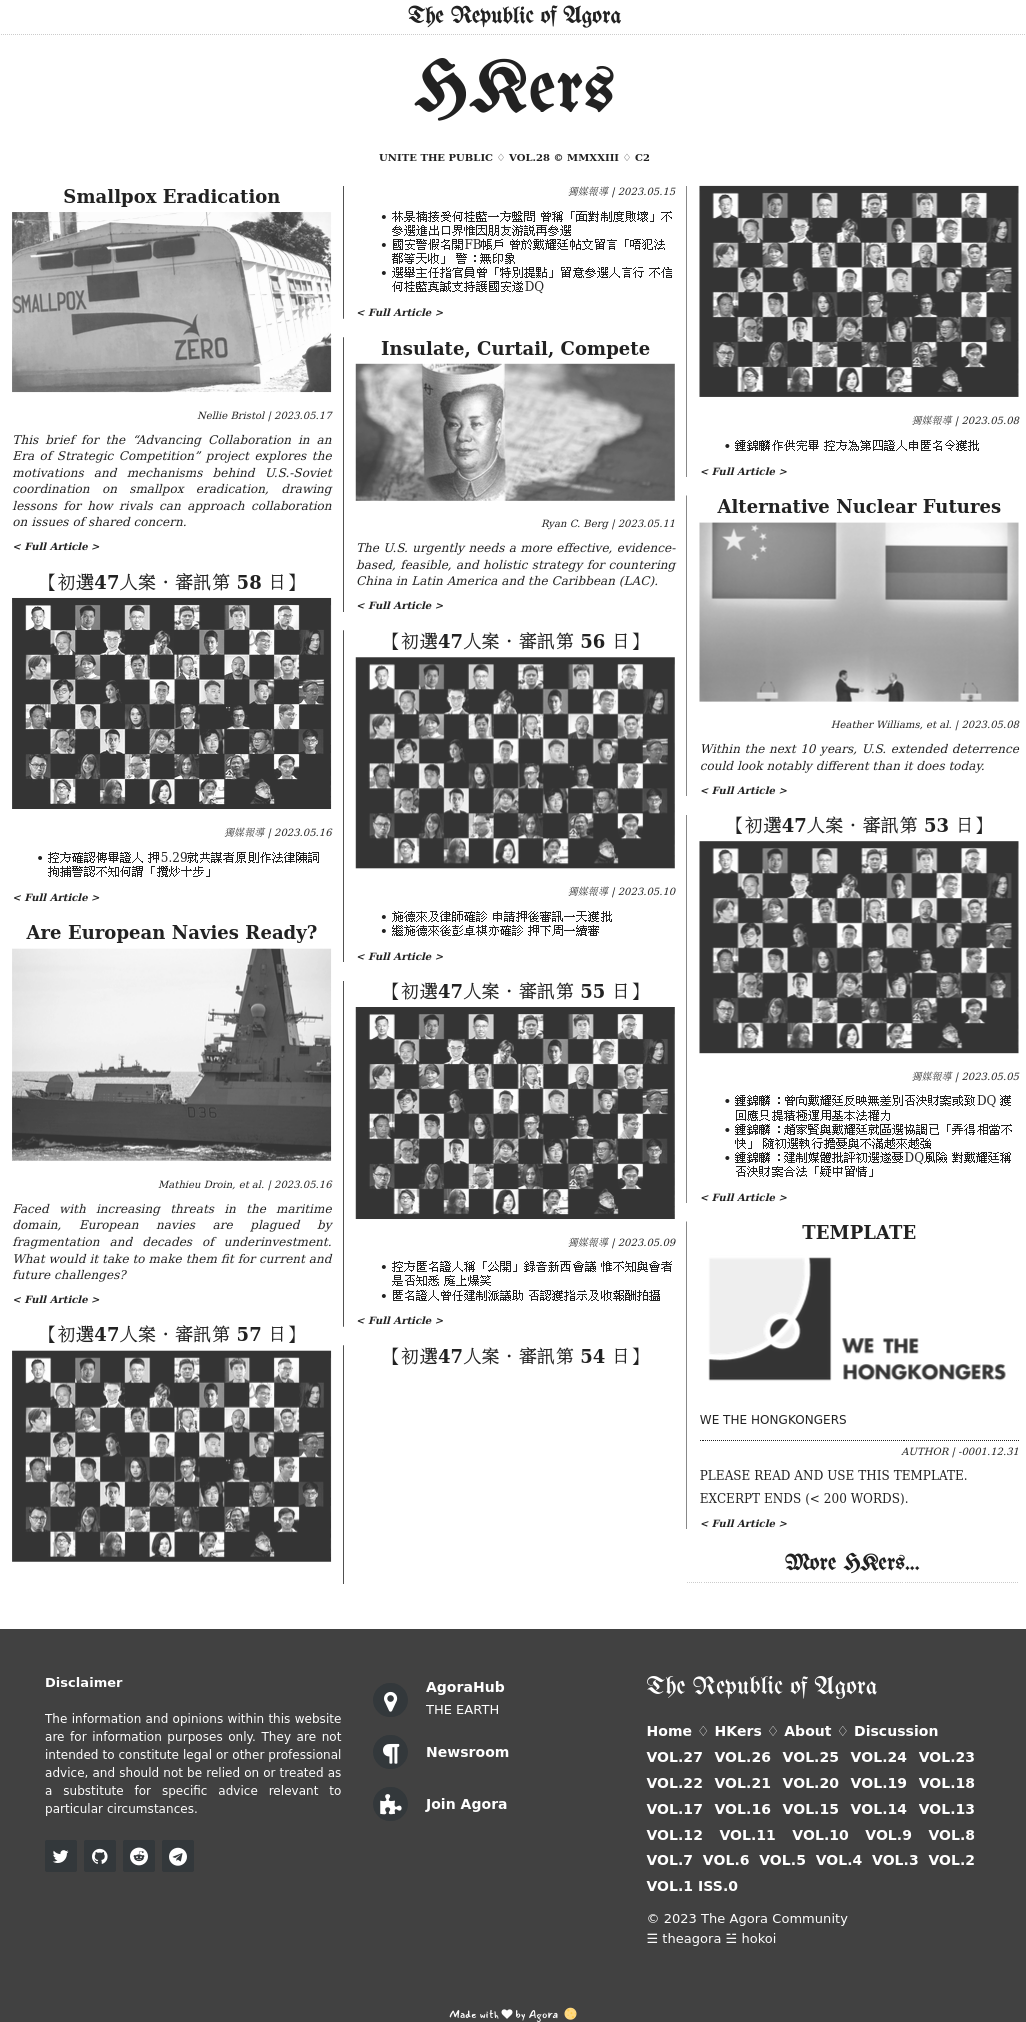 The Republic of Agora
HKers
UNITE THE PUBLIC ♢ VOL.28 © MMXXIII ♢ C2
Smallpox Eradication
SMALLPOX
ZERO
Nellie Bristol | 2023.05.17
This brief for the “Advancing Collaboration in an
Era of Strategic Competition” project explores the
motivations and mechanisms behind U.S.-Soviet
coordination on smallpox eradication, drawing
lessons for how rivals can approach collaboration
on issues of shared concern.
< Full Article >
【初選47人案・審訊第 58 日】
獨媒報導 | 2023.05.16
• 控方確認傳畢證人 押5.29就共謀者原則作法律陳詞
拘捕警認不知何謂「攬炒十步」
< Full Article >
Are European Navies Ready?
D36
Mathieu Droin, et al. | 2023.05.16
Faced with increasing threats in the maritime
domain, European navies are plagued by
fragmentation and decades of underinvestment.
What would it take to make them fit for current and
future challenges?
< Full Article >
【初選47人案・審訊第 57 日】
獨媒報導 | 2023.05.15
• 林景楠接受何桂藍一方盤問 曾稱「面對制度敗壞」不
參選進出口界惟因朋友游說再參選
• 國安警假名開FB帳戶 曾於戴耀廷帖文留言「唔犯法
都等天收」 警：無印象
• 選舉主任指官員曾「特別提點」留意參選人言行 不信
何桂藍真誠支持護國安遂DQ
< Full Article >
Insulate, Curtail, Compete
Ryan C. Berg | 2023.05.11
The U.S. urgently needs a more effective, evidence-
based, feasible, and holistic strategy for countering
China in Latin America and the Caribbean (LAC).
< Full Article >
【初選47人案・審訊第 56 日】
獨媒報導 | 2023.05.10
• 施德來及律師確診 申請押後審訊一天獲批
• 繼施德來後彭卓棋亦確診 押下周一續審
< Full Article >
【初選47人案・審訊第 55 日】
獨媒報導 | 2023.05.09
• 控方匿名證人稱「公開」錄音新西會議 惟不知與會者
是否知悉 庭上爆笑
• 匿名證人曾任建制派議助 否認獲指示及收報酬拍攝
< Full Article >
【初選47人案・審訊第 54 日】
獨媒報導 | 2023.05.08
• 鍾錦麟作供完畢 控方為第四證人申匿名令獲批
< Full Article >
Alternative Nuclear Futures
Heather Williams, et al. | 2023.05.08
Within the next 10 years, U.S. extended deterrence
could look notably different than it does today.
< Full Article >
【初選47人案・審訊第 53 日】
獨媒報導 | 2023.05.05
• 鍾錦麟：曾向戴耀廷反映無差別否決財案或致DQ 獲
回應只提積極運用基本法權力
• 鍾錦麟：趙家賢與戴耀廷就區選協調已「弄得相當不
快」 隨初選執行擔憂與不滿越來越強
• 鍾錦麟：建制媒體批評初選遂憂DQ風險 對戴耀廷稱
否決財案合法「疑中留情」
< Full Article >
TEMPLATE
WE THE
HONGKONGERS
WE THE HONGKONGERS
AUTHOR | -0001.12.31
PLEASE READ AND USE THIS TEMPLATE.
EXCERPT ENDS (< 200 WORDS).
< Full Article >
More HKers...
Disclaimer
The information and opinions within this website
are for information purposes only. They are not
intended to constitute legal or other professional
advice, and should not be relied on or treated as
a substitute for specific advice relevant to
particular circumstances.
AgoraHub
THE EARTH
Newsroom
Join Agora
The Republic of Agora
Home ♢ HKers ♢ About ♢ Discussion
VOL.27 VOL.26 VOL.25 VOL.24 VOL.23
VOL.22 VOL.21 VOL.20 VOL.19 VOL.18
VOL.17 VOL.16 VOL.15 VOL.14 VOL.13
VOL.12 VOL.11 VOL.10 VOL.9 VOL.8
VOL.7 VOL.6 VOL.5 VOL.4 VOL.3 VOL.2
VOL.1 ISS.0
© 2023 The Agora Community
☰ theagora ☱ hokoi
Made with ♥ by Agora